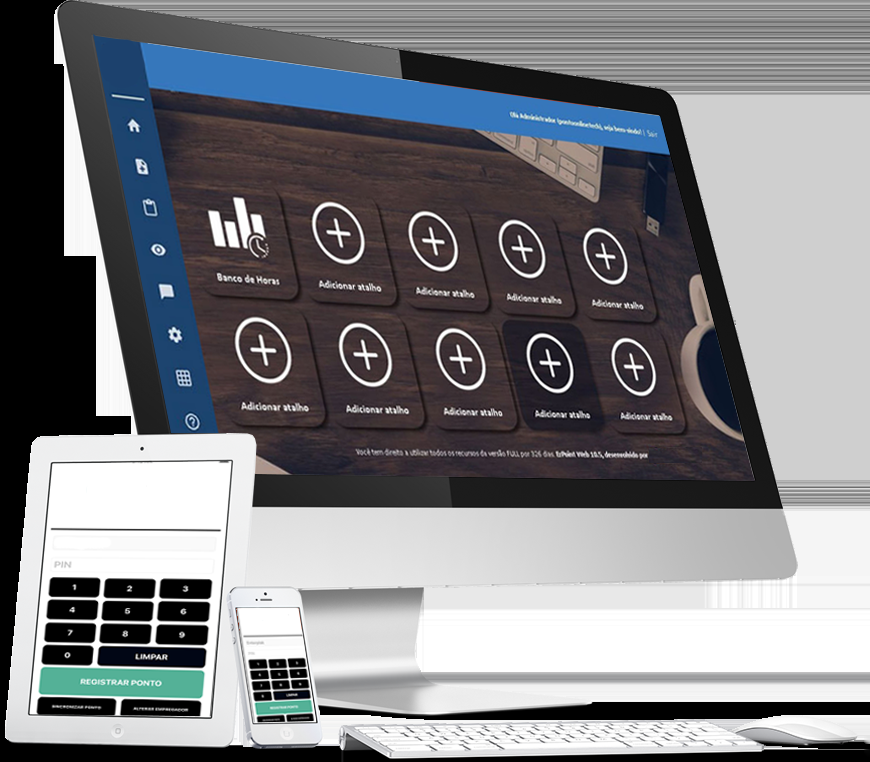 Olá Administrador (pontoonlinetech), seja bem-vindo! | Sair
Banco de Horas
Adicionar atalho
Adicionar atalho
Adicionar atalho
Adicionar atalho
Adicionar atalho
Adicionar atalho
Adicionar atalho
Adicionar atalho
Adicionar atalho
Você tem direito a utilizar todos os recursos da versão FULL por 326 dias. ErPoint Web 10.5, desenvolvido por
PIN
1 2 3
4 5 6
7 8 9
0 LIMPAR
REGISTRAR PONTO
SINCRONIZAR PONTO ALTERAR EMPREGADOR
PIN
1 2 3
4 5 6
7 8 9
0 LIMPAR
REGISTRAR PONTO